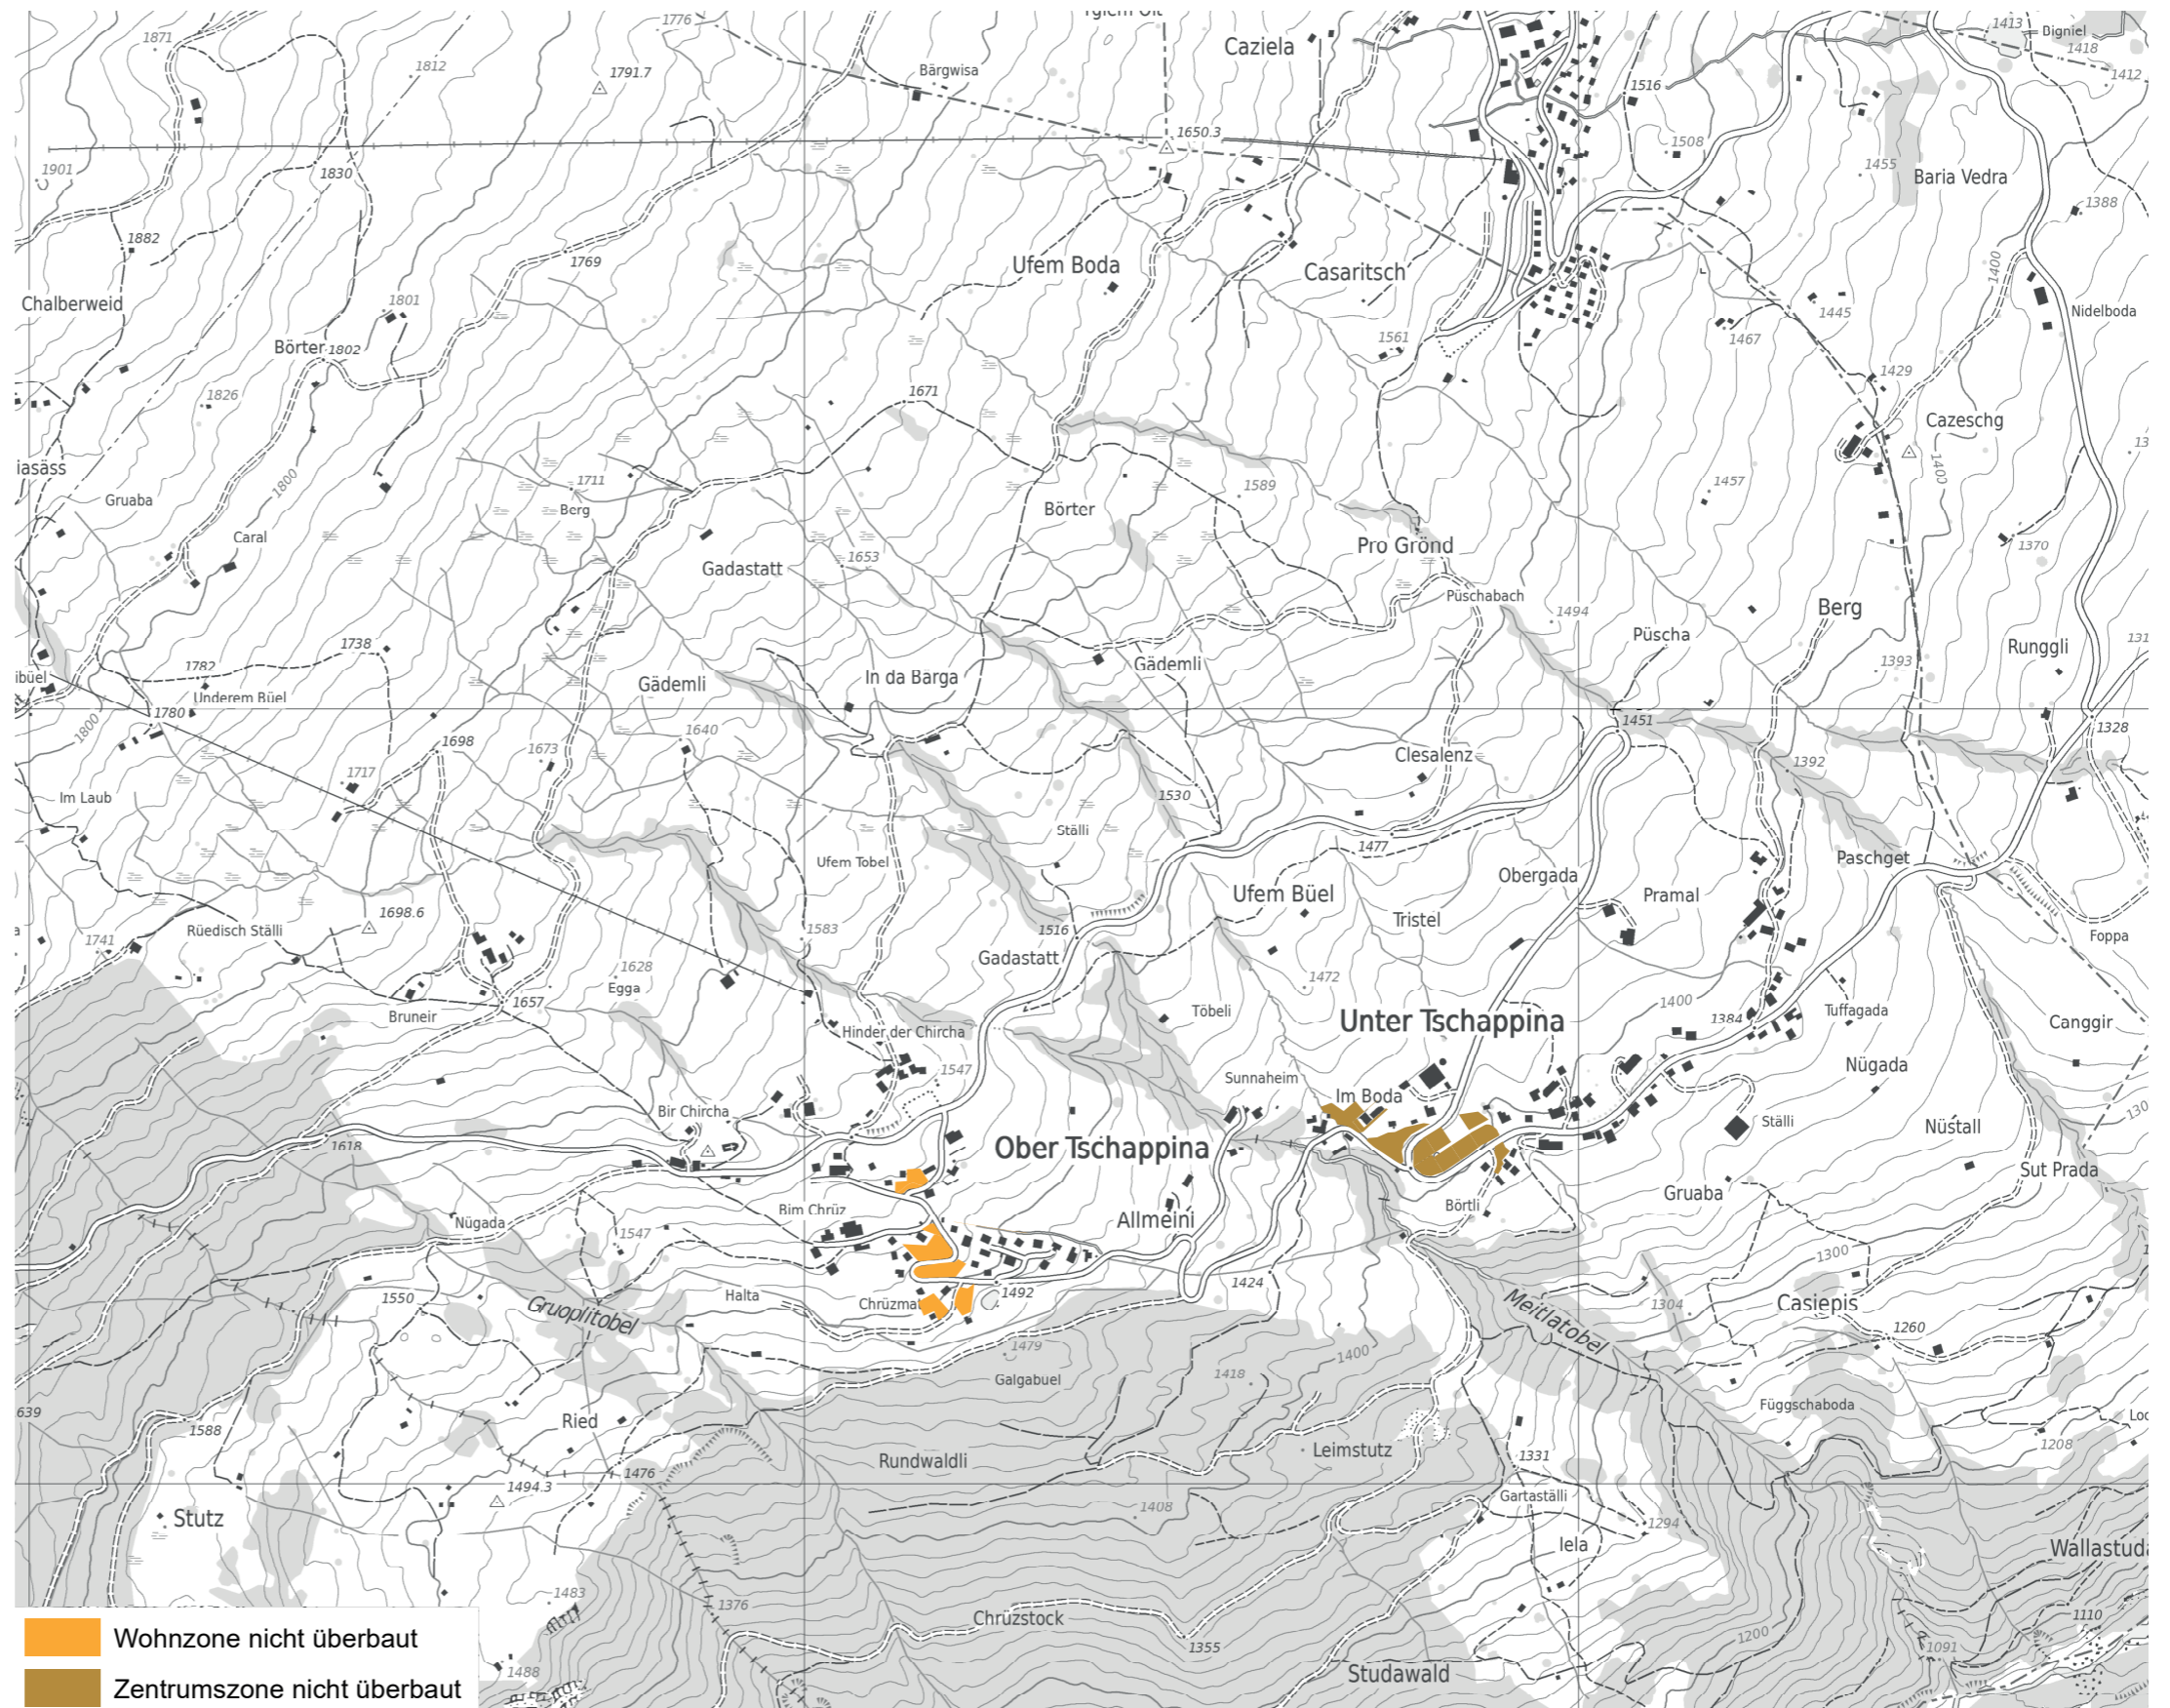 1776
Caziela
1413
Bigniel
1418
1412
1871
1812
1791.7
Bärgwisa
1516
1650.3
1508
1455
Baria Vedra
1901
1830
1388
1882
1769
Ufem Boda
Casaritsch
1400
Chalberweid
1801
1445
Nidelboda
1561
1467
Börter
1802
1429
1826
1671
Cazeschg
1400
iasäss
1800
Gruaba
1711
Berg
1589
1457
Börter
Caral
Pro Grönd
1370
Gadastatt
1653
Püschabach
1494
Berg
Püscha
1738
Runggli
1782
Gädemli
1393
ibüel
Underem Büel
Gädemli
In da Bärga
1780
1800
1451
1328
1698
1640
1673
Clesalenz
1392
1717
Im Laub
1530
Ställi
1477
Paschget
Ufem Tobel
Obergada
Pramal
Ufem Büel
1698.6
Tristel
Rüedisch Ställi
1583
1516
1741
Foppa
Gadastatt
1628
1472
Egga
1657
1400
Bruneir
Töbeli
Tuffagada
Unter Tschappina
1384
Hinder der Chircha
Canggir
1547
Nügada
Sunnaheim
Im Boda
Bir Chircha
Ställi
Nüstall
1618
Ober Tschappina
Sut Prada
Gruaba
Bim Chrüz
Börtli
Allmeini
Nügada
1547
1300
1424
1492
1550
Halta
Chrüzmat
Gruoplitobel
1304
Casiepis
Meitlatobel
1260
1479
1400
1418
Galgabuel
639
Függschaboda
1588
Ried
1208
Leimstutz
Rundwaldli
1331
1476
1494.3
Gartaställi
1408
Stutz
1294
Iela
1483
1376
Chrüzstock
1110
1355
1200
1091
Wohnzone nicht überbaut
1488
Studawald
Zentrumszone nicht überbaut